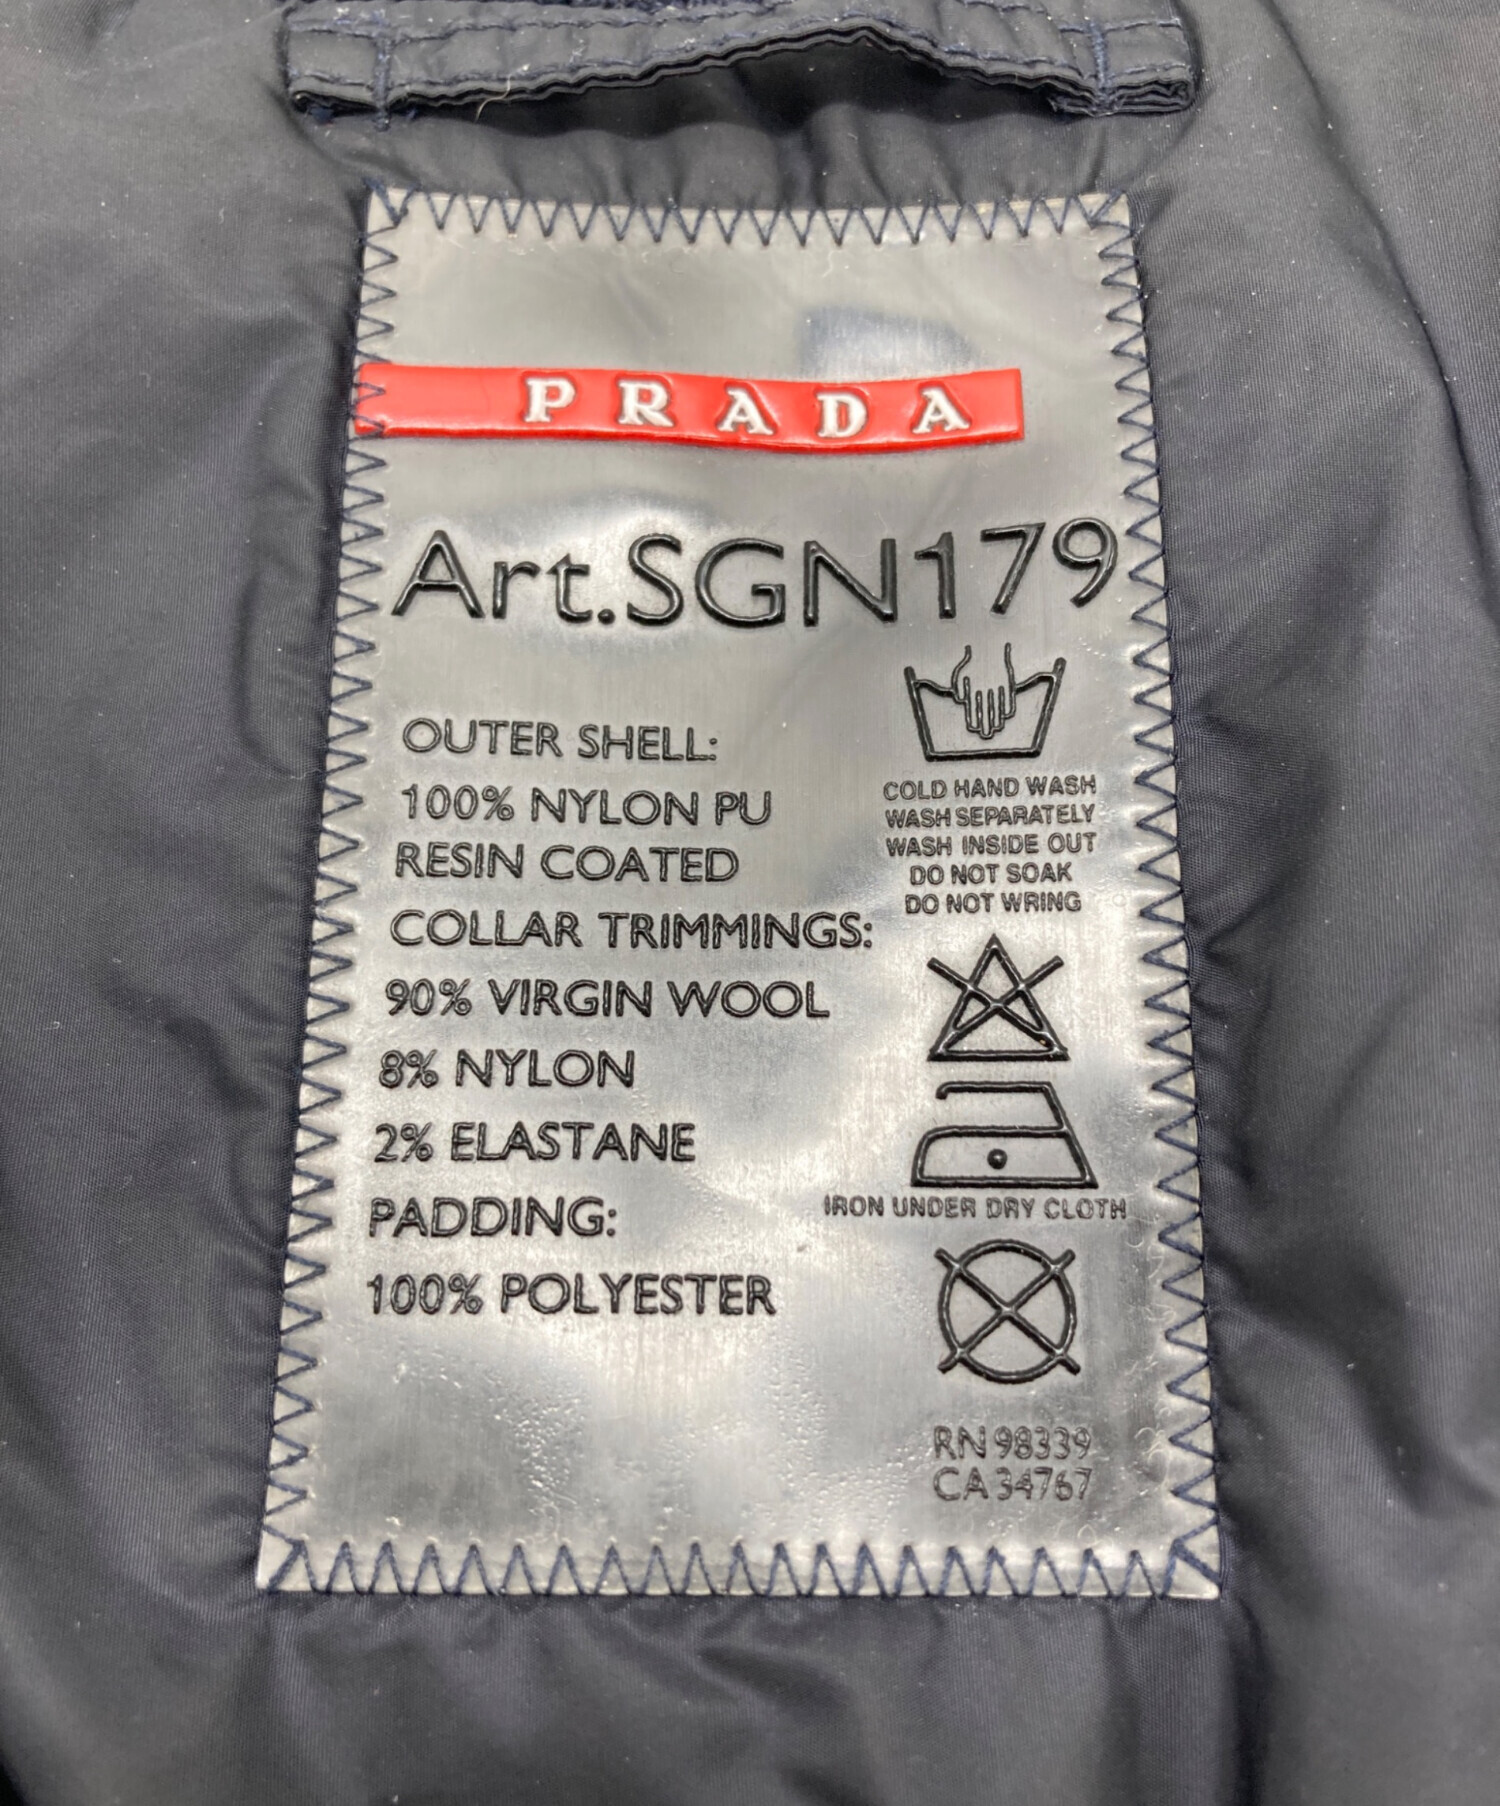 PRADA
Art.SGN179
OUTER SHELL:
100% NYLON PU
RESIN COATED
COLLAR TRIMMINGS:
90% VIRGIN WOOL
8% NYLON
2% ELASTANE
PADDING:
100% POLYESTER
COLD HAND WASH
WASH SEPARATELY
WASH INSIDE OUT
DO NOT SOAK
DO NOT WRING
IRON UNDER DRY CLOTH
RN 98339
CA 34767